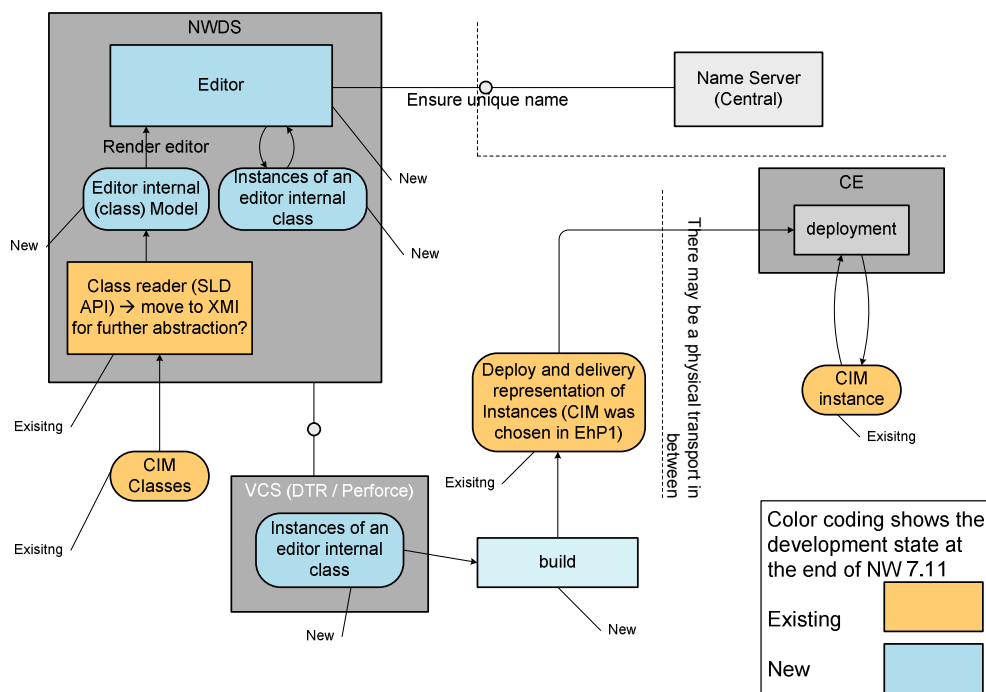 NWDS
Editor
Ensure unique name
Name Server
(Central)
Render editor
Editor internal
(class) Model
Instances of an
editor internal
class
New
New
New
Class reader (SLD
API) → move to XMI
for further abstraction?
Exisitng
CIM
Classes
Exisitng
VCS (DTR / Perforce)
Instances of an
editor internal
class
New
build
New
Deploy and delivery
representation of
Instances (CIM was
chosen in EhP1)
Exisitng
There may be a physical transport in
between
CE
deployment
CIM
instance
Exisitng
Color coding shows the
development state at
the end of NW 7.11
Existing
New